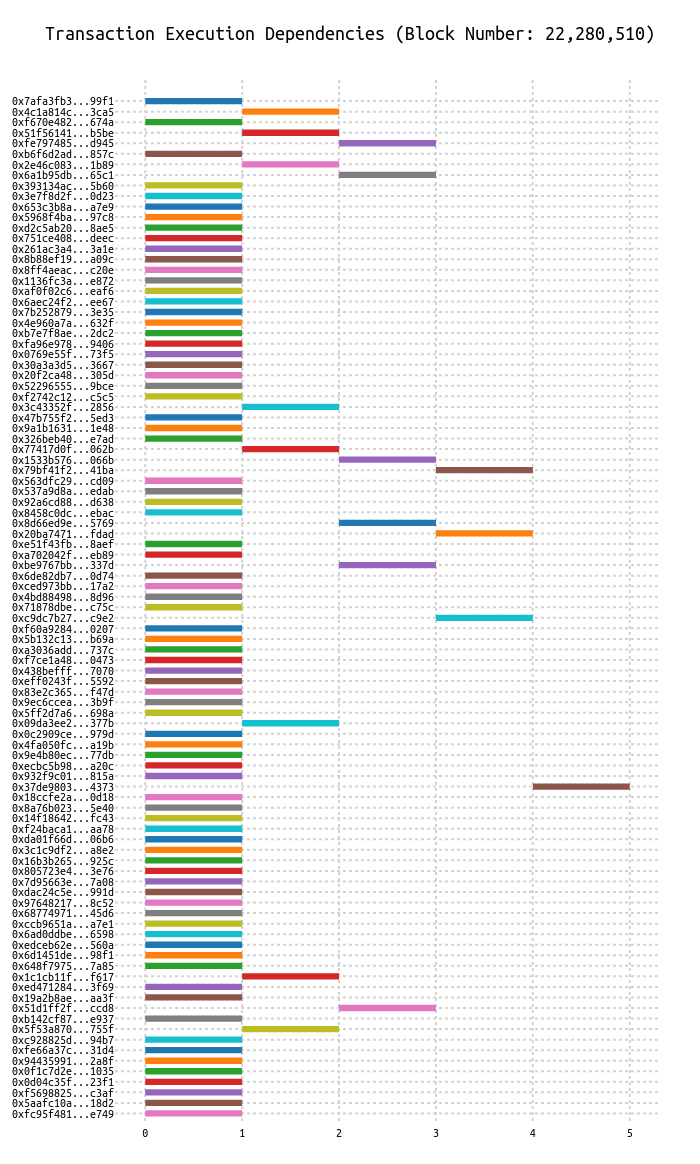 Transaction Execution Dependencies (Block Number: 22,280,510)
0x7afa3fb3...99f1
0x4c1a814c...3ca5
0xf670e482...674a
0x51f56141...b5be
0xfe797485...d945
0xb6f6d2ad...857c
0x2e46c083...1b89
0x6a1b95db...65c1
0x393134ac...5b60
0x3e7f8d2f...0d23
0x653c3b8a...a7e9
0x5968f4ba...97c8
0xd2c5ab20...8ae5
0x751ce408...deec
0x261ac3a4...3a1e
0x8b88ef19...a09c
0x8ff4aeac...c20e
0x1136fc3a...e872
0xaf0f02c6...eaf6
0x6aec24f2...ee67
0x7b252879...3e35
0x4e960a7a...632f
0xb7e7f8ae...2dc2
0xfa96e978...9406
0x0769e55f...73f5
0x30a3a3d5...3667
0x20f2ca48...305d
0x52296555...9bce
0xf2742c12...c5c5
0x3c43352f...2856
0x47b755f2...5ed3
0x9a1b1631...1e48
0x326beb40...e7ad
0x77417d0f...062b
0x1533b576...066b
0x79bf41f2...41ba
0x563dfc29...cd09
0x537a9d8a...edab
0x92a6cd88...d638
0x8458c0dc...ebac
0x8d66ed9e...5769
0x20ba7471...fdad
0xe51f43fb...8aef
0xa702042f...eb89
0xbe9767bb...337d
0x6de82db7...0d74
0xced973bb...17a2
0x4bd88498...8d96
0x71878dbe...c75c
0xc9dc7b27...c9e2
0xf60a9284...0207
0x5b132c13...b69a
0xa3036add...737c
0xf7ce1a48...0473
0x438befff...7070
0xeff0243f...5592
0x83e2c365...f47d
0x9ec6ccea...3b9f
0x5ff2d7a6...698a
0x09da3ee2...377b
0x0c2909ce...979d
0x4fa050fc...a19b
0x9e4b80ec...77db
0xecbc5b98...a20c
0x932f9c01...815a
0x37de9803...4373
0x18ccfe2a...0d18
0x8a76b023...5e40
0x14f18642...fc43
0xf24baca1...aa78
0xda01f66d...06b6
0x3c1c9df2...a8e2
0x16b3b265...925c
0x805723e4...3e76
0x7d95663e...7a08
0xdac24c5e...991d
0x97648217...8c52
0x68774971...45d6
0xccb9651a...a7e1
0x6ad0ddbe...6598
0xedceb62e...560a
0x6d1451de...98f1
0x648f7975...7a85
0x1c1cb11f...f617
0xed471284...3f69
0x19a2b8ae...aa3f
0x51d1ff2f...ccd8
0xb142cf87...e937
0x5f53a870...755f
0xc928825d...94b7
0xfe66a37c...31d4
0x94435991...2a8f
0x0f1c7d2e...1035
0x0d04c35f...23f1
0xf5698825...c3af
0x5aafc10a...18d2
0xfc95f481...e749
0 1 2 3 4 5